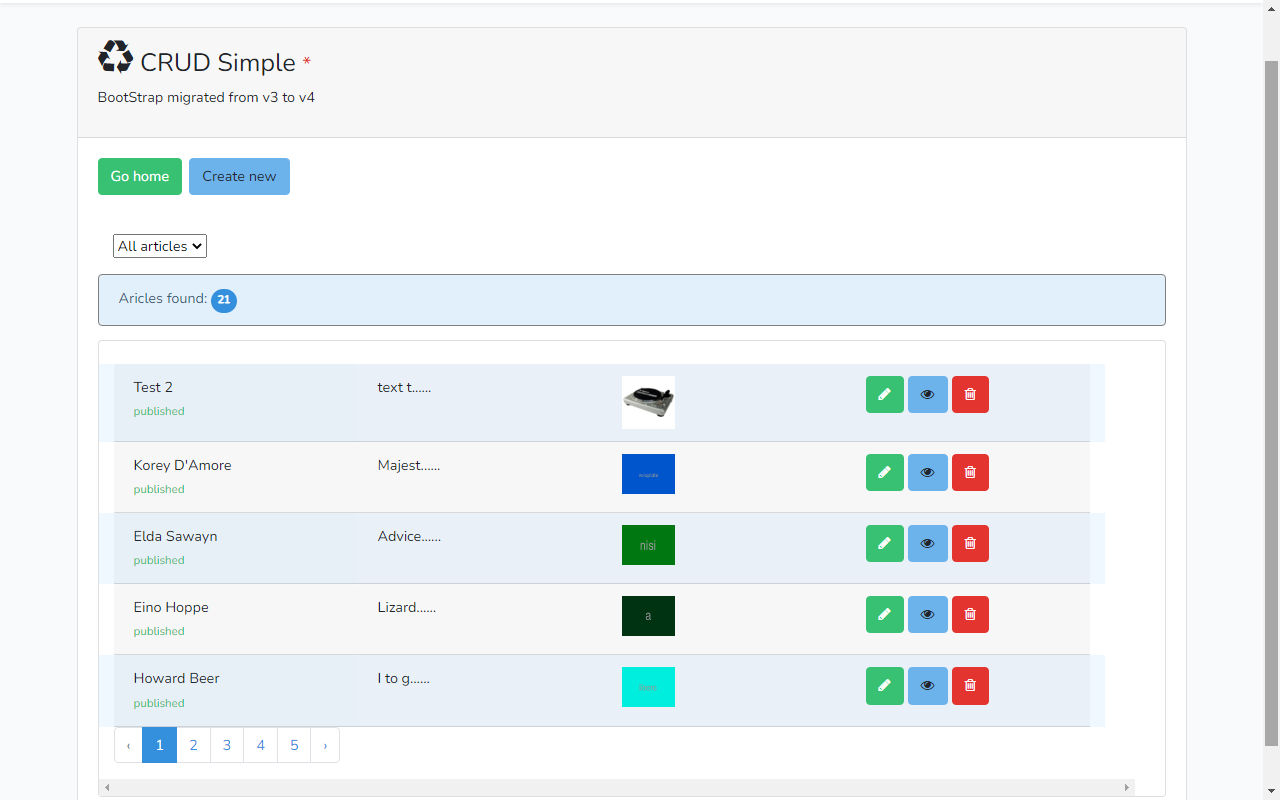 CRUD Simple *
BootStrap migrated from v3 to v4
Go home Create new
All articles
Aricles found: 21
Test 2 text t......
published
Korey D'Amore Majest......
published
Elda Sawayn Advice...... nisi
published
Eino Hoppe Lizard...... a
published
Howard Beer I to g......
published
‹ 1 2 3 4 5 ›